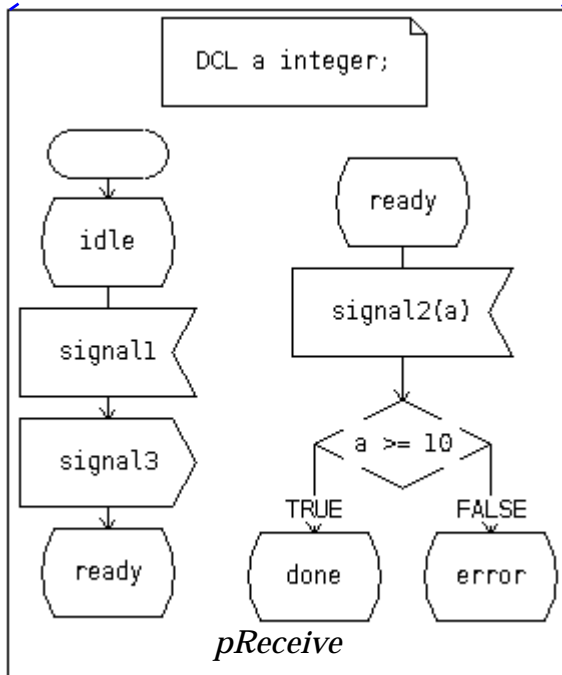 DCL a integer;
idle
signal1
signal3
ready
ready
signal2(a)
a >= 10
TRUE
FALSE
done
error
pReceive